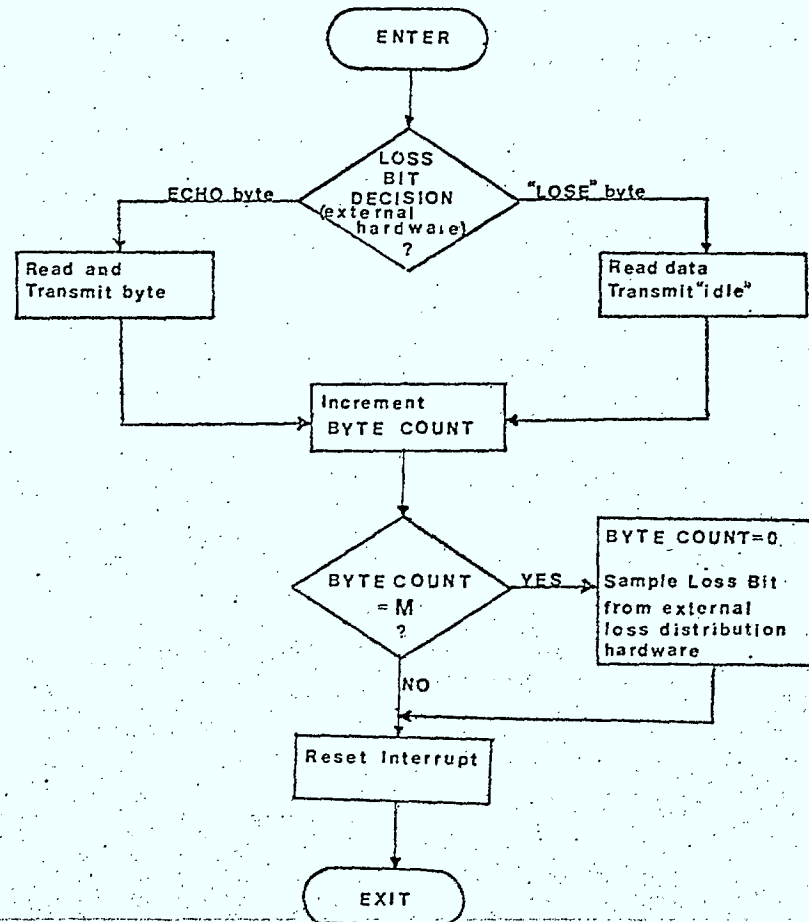 ENTER
LOSS
BIT
DECISION
(external
hardware)
?
ECHO byte
"LOSE" byte
Read and
Transmit byte
Read data
Transmit"idle"
Increment
BYTE COUNT
BYTE COUNT
= M
?
YES
BYTE COUNT=0.
Sample Loss Bit
from external
loss distribution
hardware
NO
Reset Interrupt
EXIT